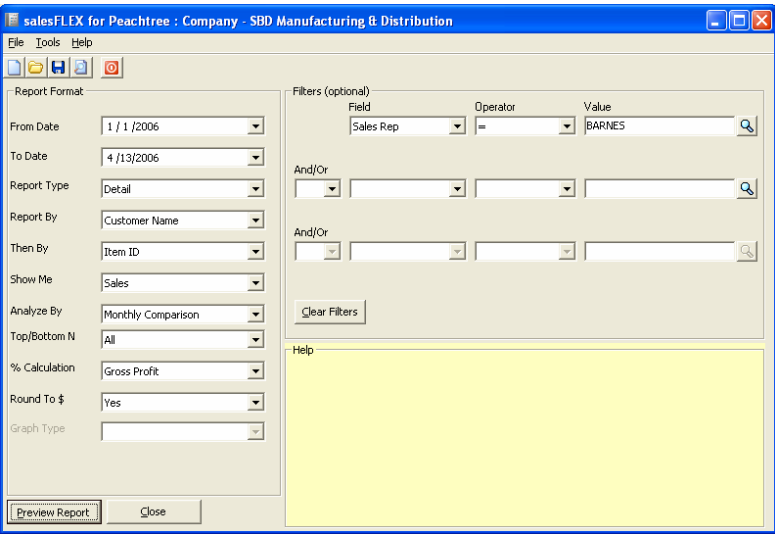 salesFLEX for Peachtree : Company - SBD Manufacturing & Distribution
File Tools Help
Report Format
From Date 1 / 1 /2006
To Date 4 /13/2006
Report Type Detail
Report By Customer Name
Then By Item ID
Show Me Sales
Analyze By Monthly Comparison
Top/Bottom N All
% Calculation Gross Profit
Round To $ Yes
Graph Type
Preview Report Close
Filters (optional)
Field Operator Value
Sales Rep = BARNES
And/Or
And/Or
Clear Filters
Help